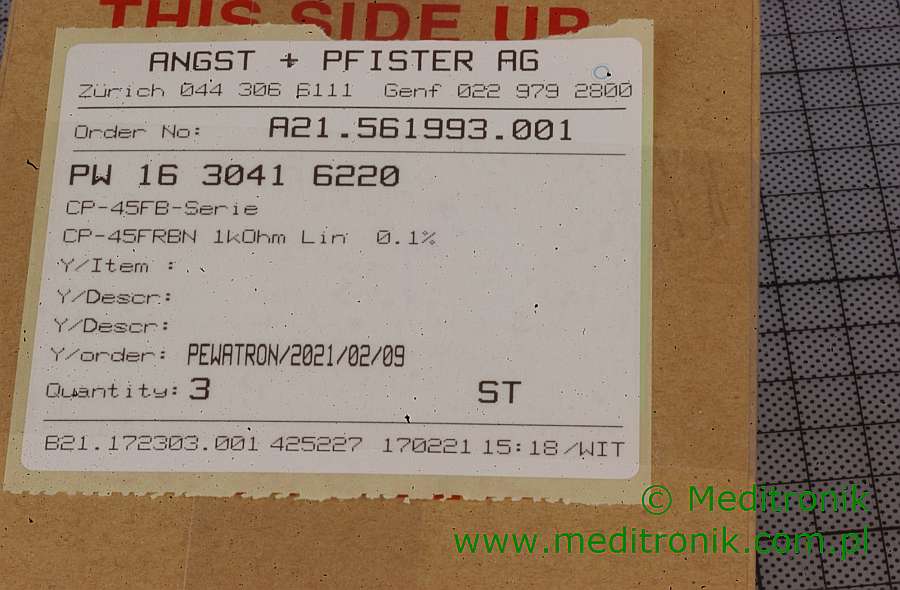 THIS SIDE UP
ANGST + PFISTER AG
Zürich 044 306 6111 Genf 022 979 2800
Order No: A21.561993.001
PW 16 3041 6220
CP-45FB-Serie
CP-45FRBN 1kOhm Lin 0.1%
Y/Item :
Y/Descr:
Y/Descr:
Y/order: PEWATRON/2021/02/09
Quantity: 3 ST
B21.172303.001 425227 170221 15:18 /WIT
© Meditronik
www.meditronik.com.pl